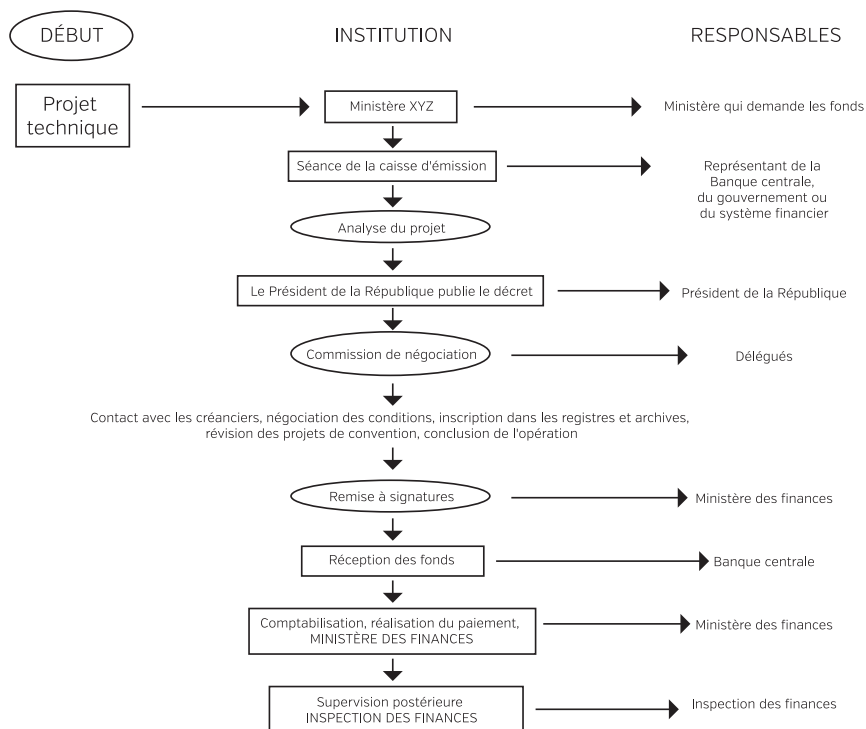 DÉBUT
INSTITUTION
RESPONSABLES
Projet
technique
Ministère XYZ
Ministère qui demande les fonds
Séance de la caisse d'émission
Représentant de la
Banque centrale,
du gouvernement ou
du système financier
Analyse du projet
Le Président de la République publie le décret
Président de la République
Commission de négociation
Délégués
Contact avec les créanciers, négociation des conditions, inscription dans les registres et archives,
révision des projets de convention, conclusion de l'opération
Remise à signatures
Ministère des finances
Réception des fonds
Banque centrale
Comptabilisation, réalisation du paiement,
MINISTÈRE DES FINANCES
Ministère des finances
Supervision postérieure
INSPECTION DES FINANCES
Inspection des finances